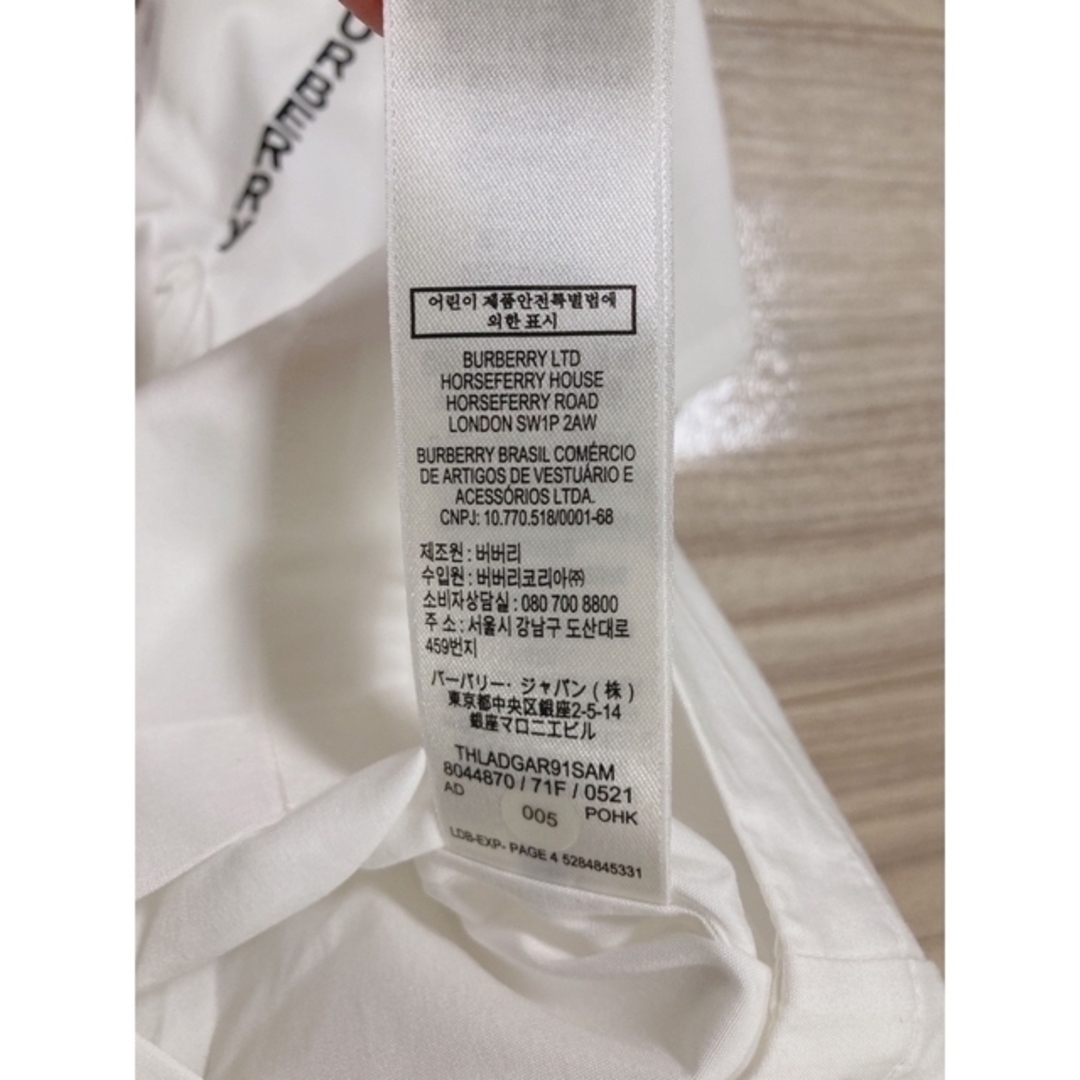 URBERRY
어린이 제품안전특별법에
의한 표시
BURBERRY LTD
HORSEFERRY HOUSE
HORSEFERRY ROAD
LONDON SW1P 2AW
BURBERRY BRASIL COMÉRCIO
DE ARTIGOS DE VESTUÁRIO E
ACESSÓRIOS LTDA.
CNPJ: 10.770.518/0001-68
제조원 : 버버리
수입원 : 버버리코리아㈜
소비자상담실 : 080 700 8800
주 소 : 서울시 강남구 도산대로
459번지
バーバリー・ジャパン(株)
東京都中央区銀座2-5-14
銀座マロニエビル
THLADGAR91SAM
8044870 / 71F / 0521
AD 005 POHK
LDB-EXP- PAGE 4 5284845331